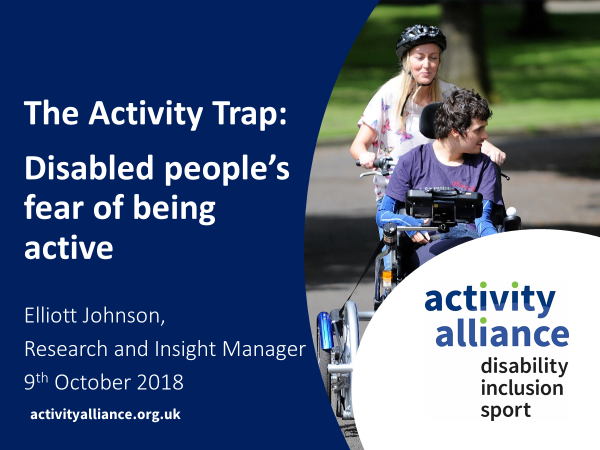 The Activity Trap:
Disabled people’s
fear of being
active
Elliott Johnson,
Research and Insight Manager
9th October 2018
activityalliance.org.uk
activity
alliance
disability
inclusion
sport